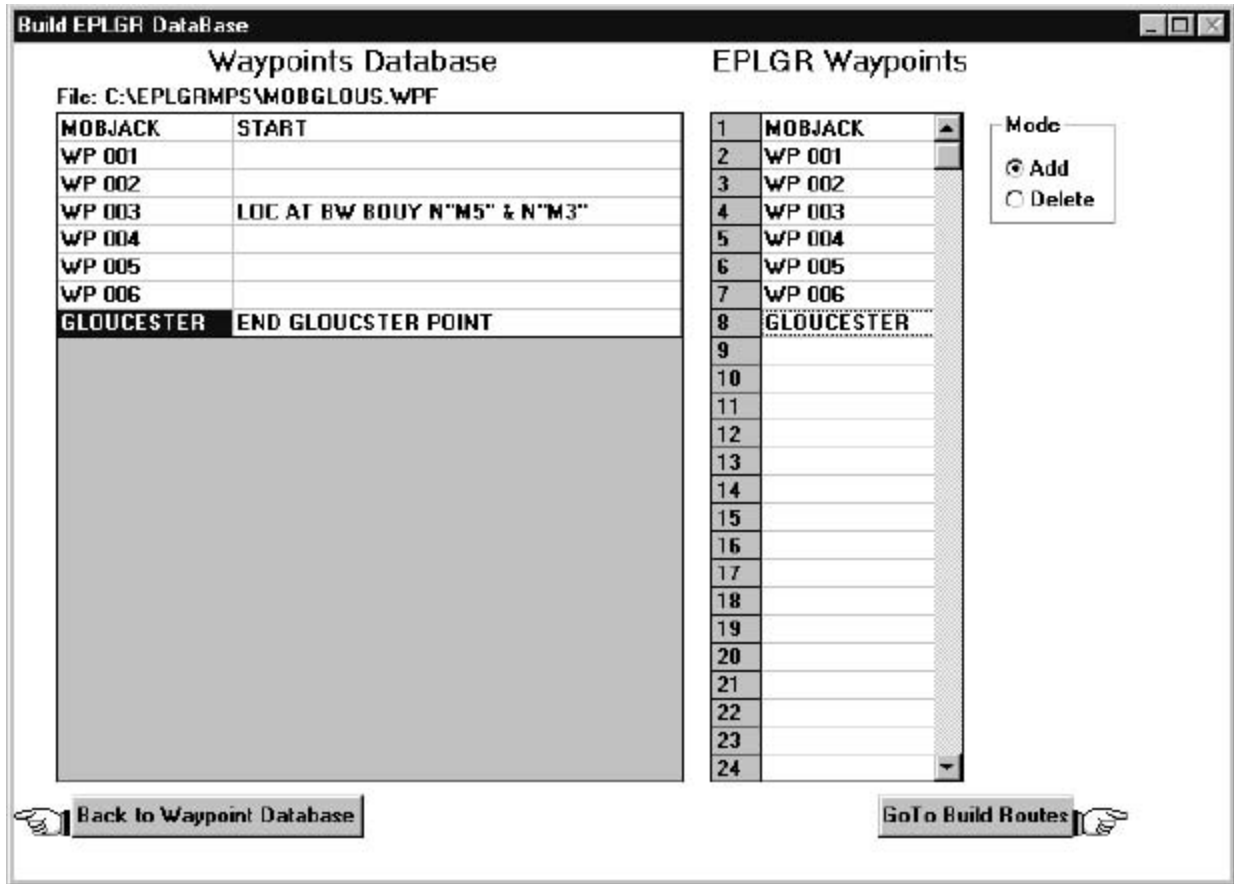 Build EPLGR DataBase
Waypoints Database
EPLGR Waypoints
File: C:\EPLGRMPS\MOBGLOUS.WPF
MOBJACK START
WP 001
WP 002
WP 003 LOC AT BW BOUY N"M5" & N"M3"
WP 004
WP 005
WP 006
GLOUCESTER END GLOUCSTER POINT
1 MOBJACK
2 WP 001
3 WP 002
4 WP 003
5 WP 004
6 WP 005
7 WP 006
8 GLOUCESTER
9
10
11
12
13
14
15
16
17
18
19
20
21
22
23
24
Mode
Add
Delete
Back to Waypoint Database
GoTo Build Routes